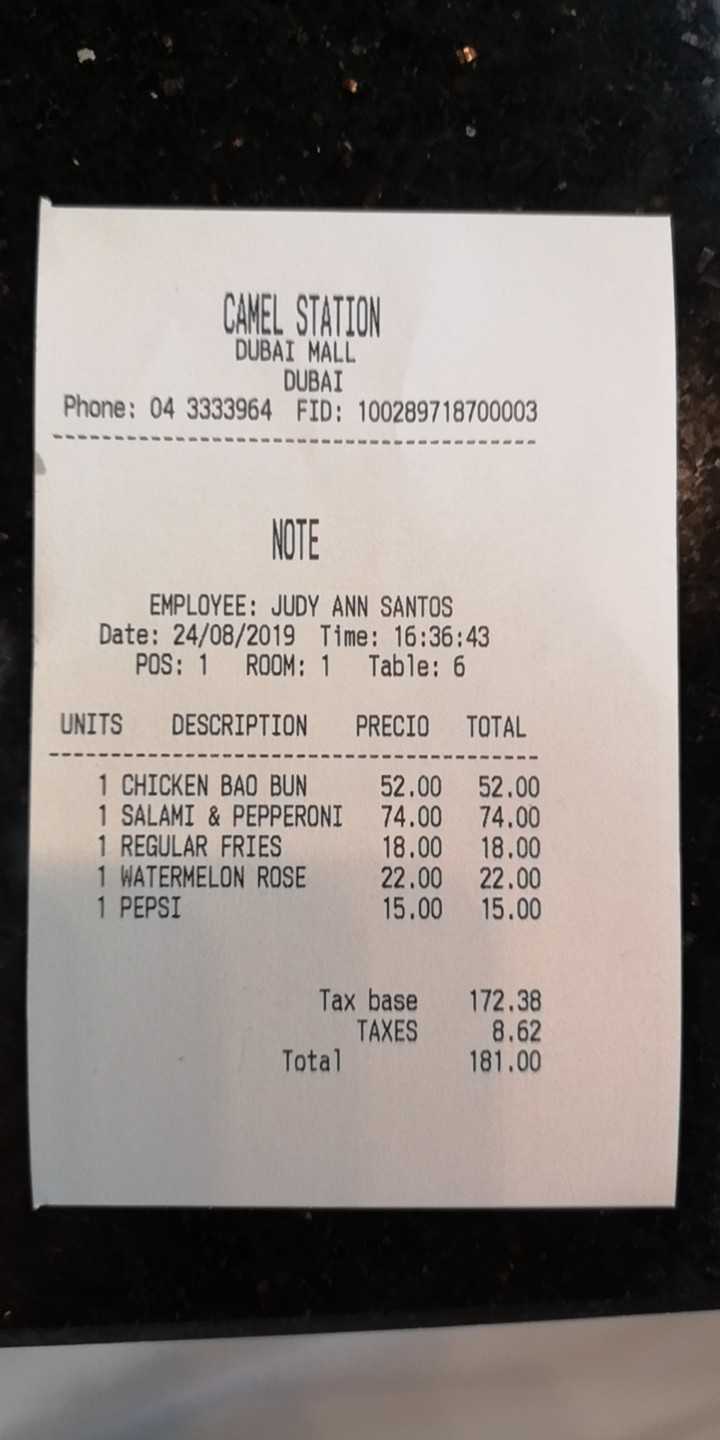 CAMEL STATION
DUBAI MALL
DUBAI
Phone: 04 3333964 FID: 100289718700003
----------------------------------------
NOTE
EMPLOYEE: JUDY ANN SANTOS
Date: 24/08/2019 Time: 16:36:43
POS: 1 ROOM: 1 Table: 6
UNITS DESCRIPTION PRECIO TOTAL
----------------------------------------
1 CHICKEN BAO BUN 52.00 52.00
1 SALAMI & PEPPERONI 74.00 74.00
1 REGULAR FRIES 18.00 18.00
1 WATERMELON ROSE 22.00 22.00
1 PEPSI 15.00 15.00
Tax base 172.38
TAXES 8.62
Total 181.00